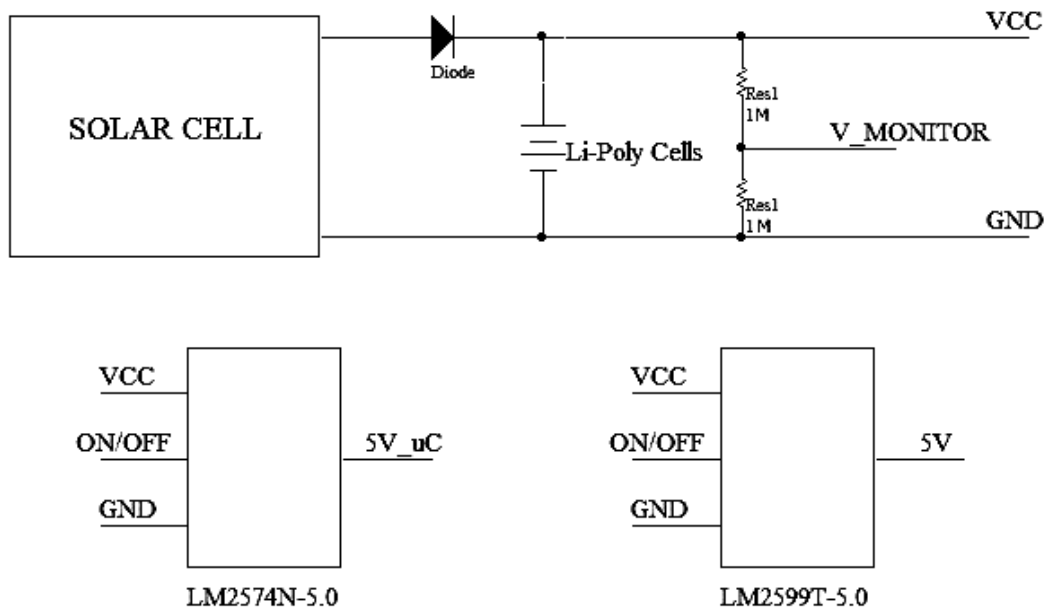 VCC
Diode
SOLAR CELL
Res1
1M
V_MONITOR
Li-Poly Cells
Res1
1M
GND
VCC
ON/OFF
GND
5V_uC
LM2574N-5.0
VCC
ON/OFF
GND
5V
LM2599T-5.0